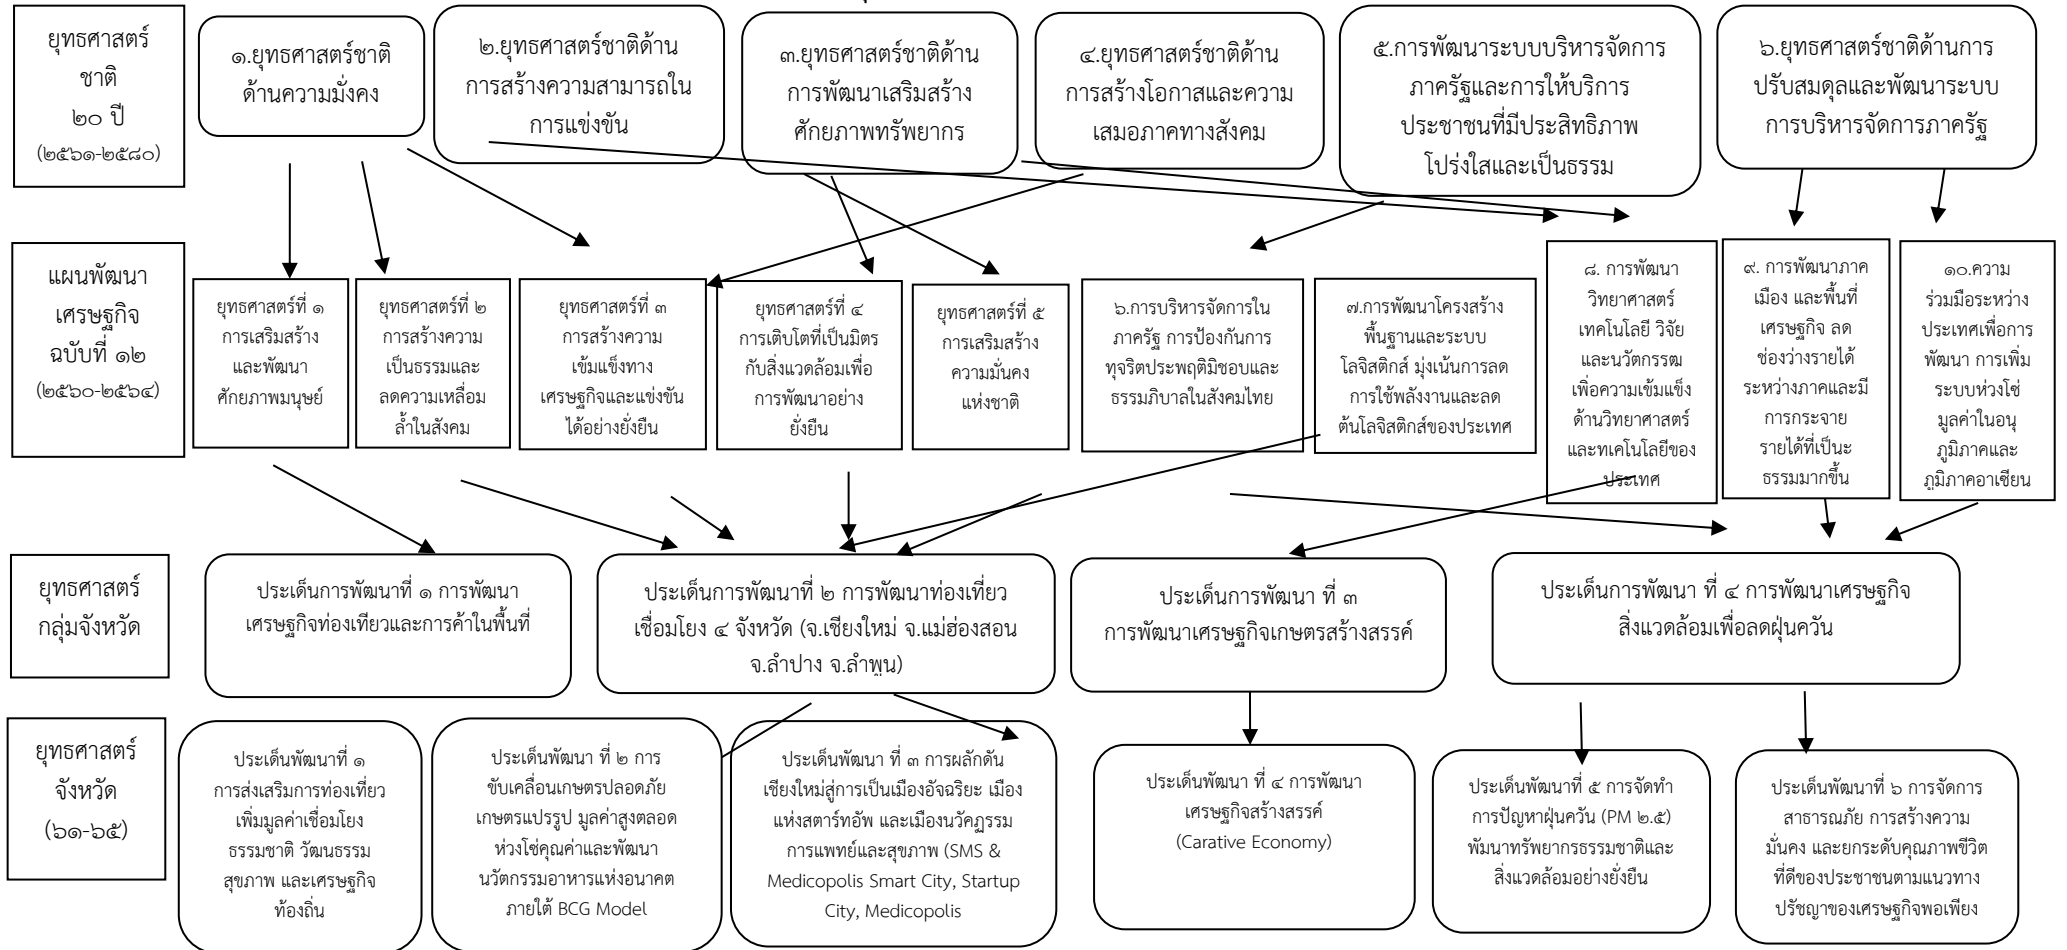 ยุทธศาสตร์
ชาติ
๒๐ ปี
(๒๕๖๑-๒๕๘๐)
๑.ยุทธศาสตร์ชาติ
ด้านความมั่งคง
๒.ยุทธศาสตร์ชาติด้าน
การสร้างความสามารถใน
การแข่งขัน
๓.ยุทธศาสตร์ชาติด้าน
การพัฒนาเสริมสร้าง
ศักยภาพทรัพยากร
๔.ยุทธศาสตร์ชาติด้าน
การสร้างโอกาสและความ
เสมอภาคทางสังคม
๕.การพัฒนาระบบบริหารจัดการ
ภาครัฐและการให้บริการ
ประชาชนที่มีประสิทธิภาพ
โปร่งใสและเป็นธรรม
๖.ยุทธศาสตร์ชาติด้านการ
ปรับสมดุลและพัฒนาระบบ
การบริหารจัดการภาครัฐ
แผนพัฒนา
เศรษฐกิจ
ฉบับที่ ๑๒
(๒๕๖๐-๒๕๖๔)
ยุทธศาสตร์ที่ ๑
การเสริมสร้าง
และพัฒนา
ศักยภาพมนุษย์
ยุทธศาสตร์ที่ ๒
การสร้างความ
เป็นธรรมและ
ลดความเหลื่อม
ล้ำในสังคม
ยุทธศาสตร์ที่ ๓
การสร้างความ
เข้มแข็งทาง
เศรษฐกิจและแข่งขัน
ได้อย่างยั่งยืน
ยุทธศาสตร์ที่ ๔
การเติบโตที่เป็นมิตร
กับสิ่งแวดล้อมเพื่อ
การพัฒนาอย่าง
ยั่งยืน
ยุทธศาสตร์ที่ ๕
การเสริมสร้าง
ความมั่นคง
แห่งชาติ
๖.การบริหารจัดการใน
ภาครัฐ การป้องกันการ
ทุจริตประพฤติมิชอบและ
ธรรมาภิบาลในสังคมไทย
๗.การพัฒนาโครงสร้าง
พื้นฐานและระบบ
โลจิสติกส์ มุ่งเน้นการลด
การใช้พลังงานและลด
ต้นโลจิสติกส์ของประเทศ
๘. การพัฒนา
วิทยาศาสตร์
เทคโนโลยี วิจัย
และนวัตกรรฒ
เพื่อความเข้มแข็ง
ด้านวิทยาศาสตร์
และทเคโนโลยีของ
ประเทศ
๙. การพัฒนาภาค
เมือง และพื้นที่
เศรษฐกิจ ลด
ช่องว่างรายได้
ระหว่างภาคและมี
การกระจาย
รายได้ที่เป็นะ
ธรรมมากขึ้น
๑๐.ความ
ร่วมมือระหว่าง
ประเทศเพื่อการ
พัฒนา การเพิ่ม
ระบบห่วงโซ่
มูลค่าในอนุ
ภูมิภาคและ
ภูมิภาคอาเซียน
ยุทธศาสตร์
กลุ่มจังหวัด
ประเด็นการพัฒนาที่ ๑ การพัฒนา
เศรษฐกิจท่องเที่ยวและการค้าในพื้นที่
ประเด็นการพัฒนาที่ ๒ การพัฒนาท่องเที่ยว
เชื่อมโยง ๔ จังหวัด (จ.เชียงใหม่ จ.แม่ฮ่องสอน
จ.ลำปาง จ.ลำพูน)
ประเด็นการพัฒนา ที่ ๓
การพัฒนาเศรษฐกิจเกษตรสร้างสรรค์
ประเด็นการพัฒนา ที่ ๔ การพัฒนาเศรษฐกิจ
สิ่งแวดล้อมเพื่อลดฝุ่นควัน
ยุทธศาสตร์
จังหวัด
(๖๑-๖๕)
ประเด็นพัฒนาที่ ๑
การส่งเสริมการท่องเที่ยว
เพิ่มมูลค่าเชื่อมโยง
ธรรมชาติ วัฒนธรรม
สุขภาพ และเศรษฐกิจ
ท้องถิ่น
ประเด็นพัฒนา ที่ ๒ การ
ขับเคลื่อนเกษตรปลอดภัย
เกษตรแปรรูป มูลค่าสูงตลอด
ห่วงโซ่คุณค่าและพัฒนา
นวัตกรรมอาหารแห่งอนาคต
ภายใต้ BCG Model
ประเด็นพัฒนา ที่ ๓ การผลักดัน
เชียงใหม่สู่การเป็นเมืองอัจฉริยะ เมือง
แห่งสตาร์ทอัพ และเมืองนวัคฏรรม
การแพทย์และสุขภาพ (SMS &
Medicopolis Smart City, Startup
City, Medicopolis
ประเด็นพัฒนา ที่ ๔ การพัฒนา
เศรษฐกิจสร้างสรรค์
(Carative Economy)
ประเด็นพัฒนาที่ ๕ การจัดทำ
การปัญหาฝุ่นควัน (PM ๒.๕)
พัมนาทรัพยากรธรรมชาติและ
สิ่งแวดล้อมอย่างยั่งยืน
ประเด็นพัฒนาที่ ๖ การจัดการ
สาธารณภัย การสร้างความ
มั่นคง และยกระดับคุณภาพชีวิต
ที่ดีของประชาชนตามแนวทาง
ปรัชญาของเศรษฐกิจพอเพียง